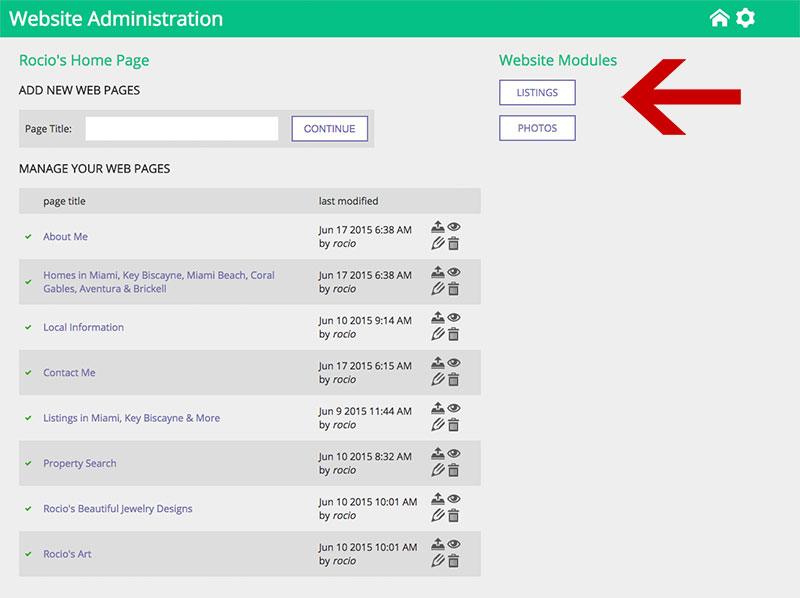 Website Administration
Rocio's Home Page
ADD NEW WEB PAGES
Page Title:
CONTINUE
MANAGE YOUR WEB PAGES
page title last modified
About Me
Jun 17 2015 6:38 AM
by rocio
Homes in Miami, Key Biscayne, Miami Beach, Coral
Gables, Aventura & Brickell
Jun 17 2015 6:38 AM
by rocio
Local Information
Jun 10 2015 9:14 AM
by rocio
Contact Me
Jun 17 2015 6:15 AM
by rocio
Listings in Miami, Key Biscayne & More
Jun 9 2015 11:44 AM
by rocio
Property Search
Jun 10 2015 8:32 AM
by rocio
Rocio's Beautiful Jewelry Designs
Jun 10 2015 10:01 AM
by rocio
Rocio's Art
Jun 10 2015 10:01 AM
by rocio
Website Modules
LISTINGS
PHOTOS